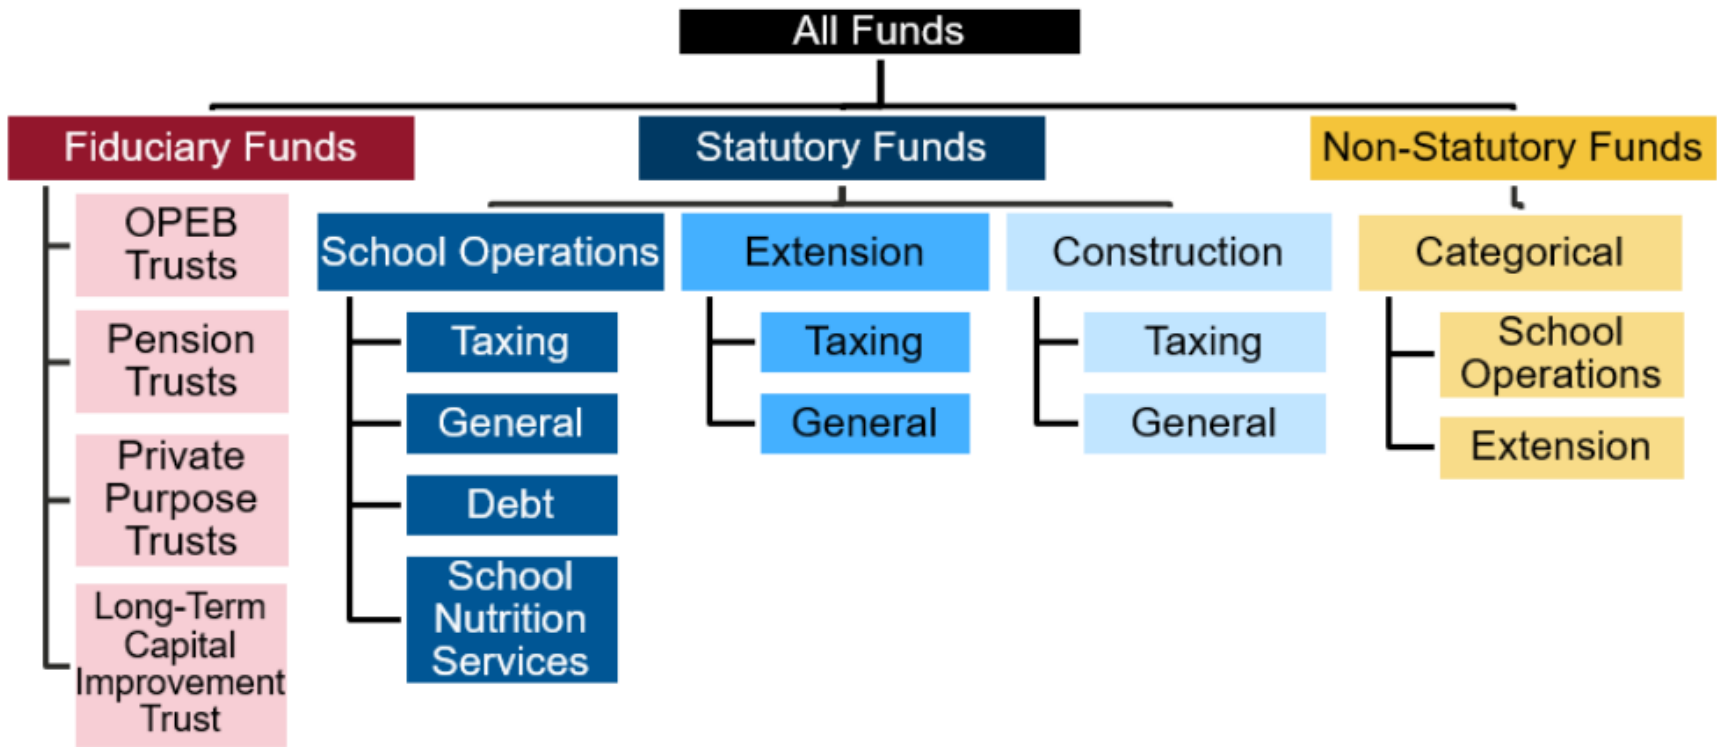 All Funds
Fiduciary Funds
Statutory Funds
Non-Statutory Funds
OPEB
Trusts
Pension
Trusts
Private
Purpose
Trusts
Long-Term
Capital
Improvement
Trust
School Operations
Taxing
General
Debt
School
Nutrition
Services
Extension
Taxing
General
Construction
Taxing
General
Categorical
School
Operations
Extension